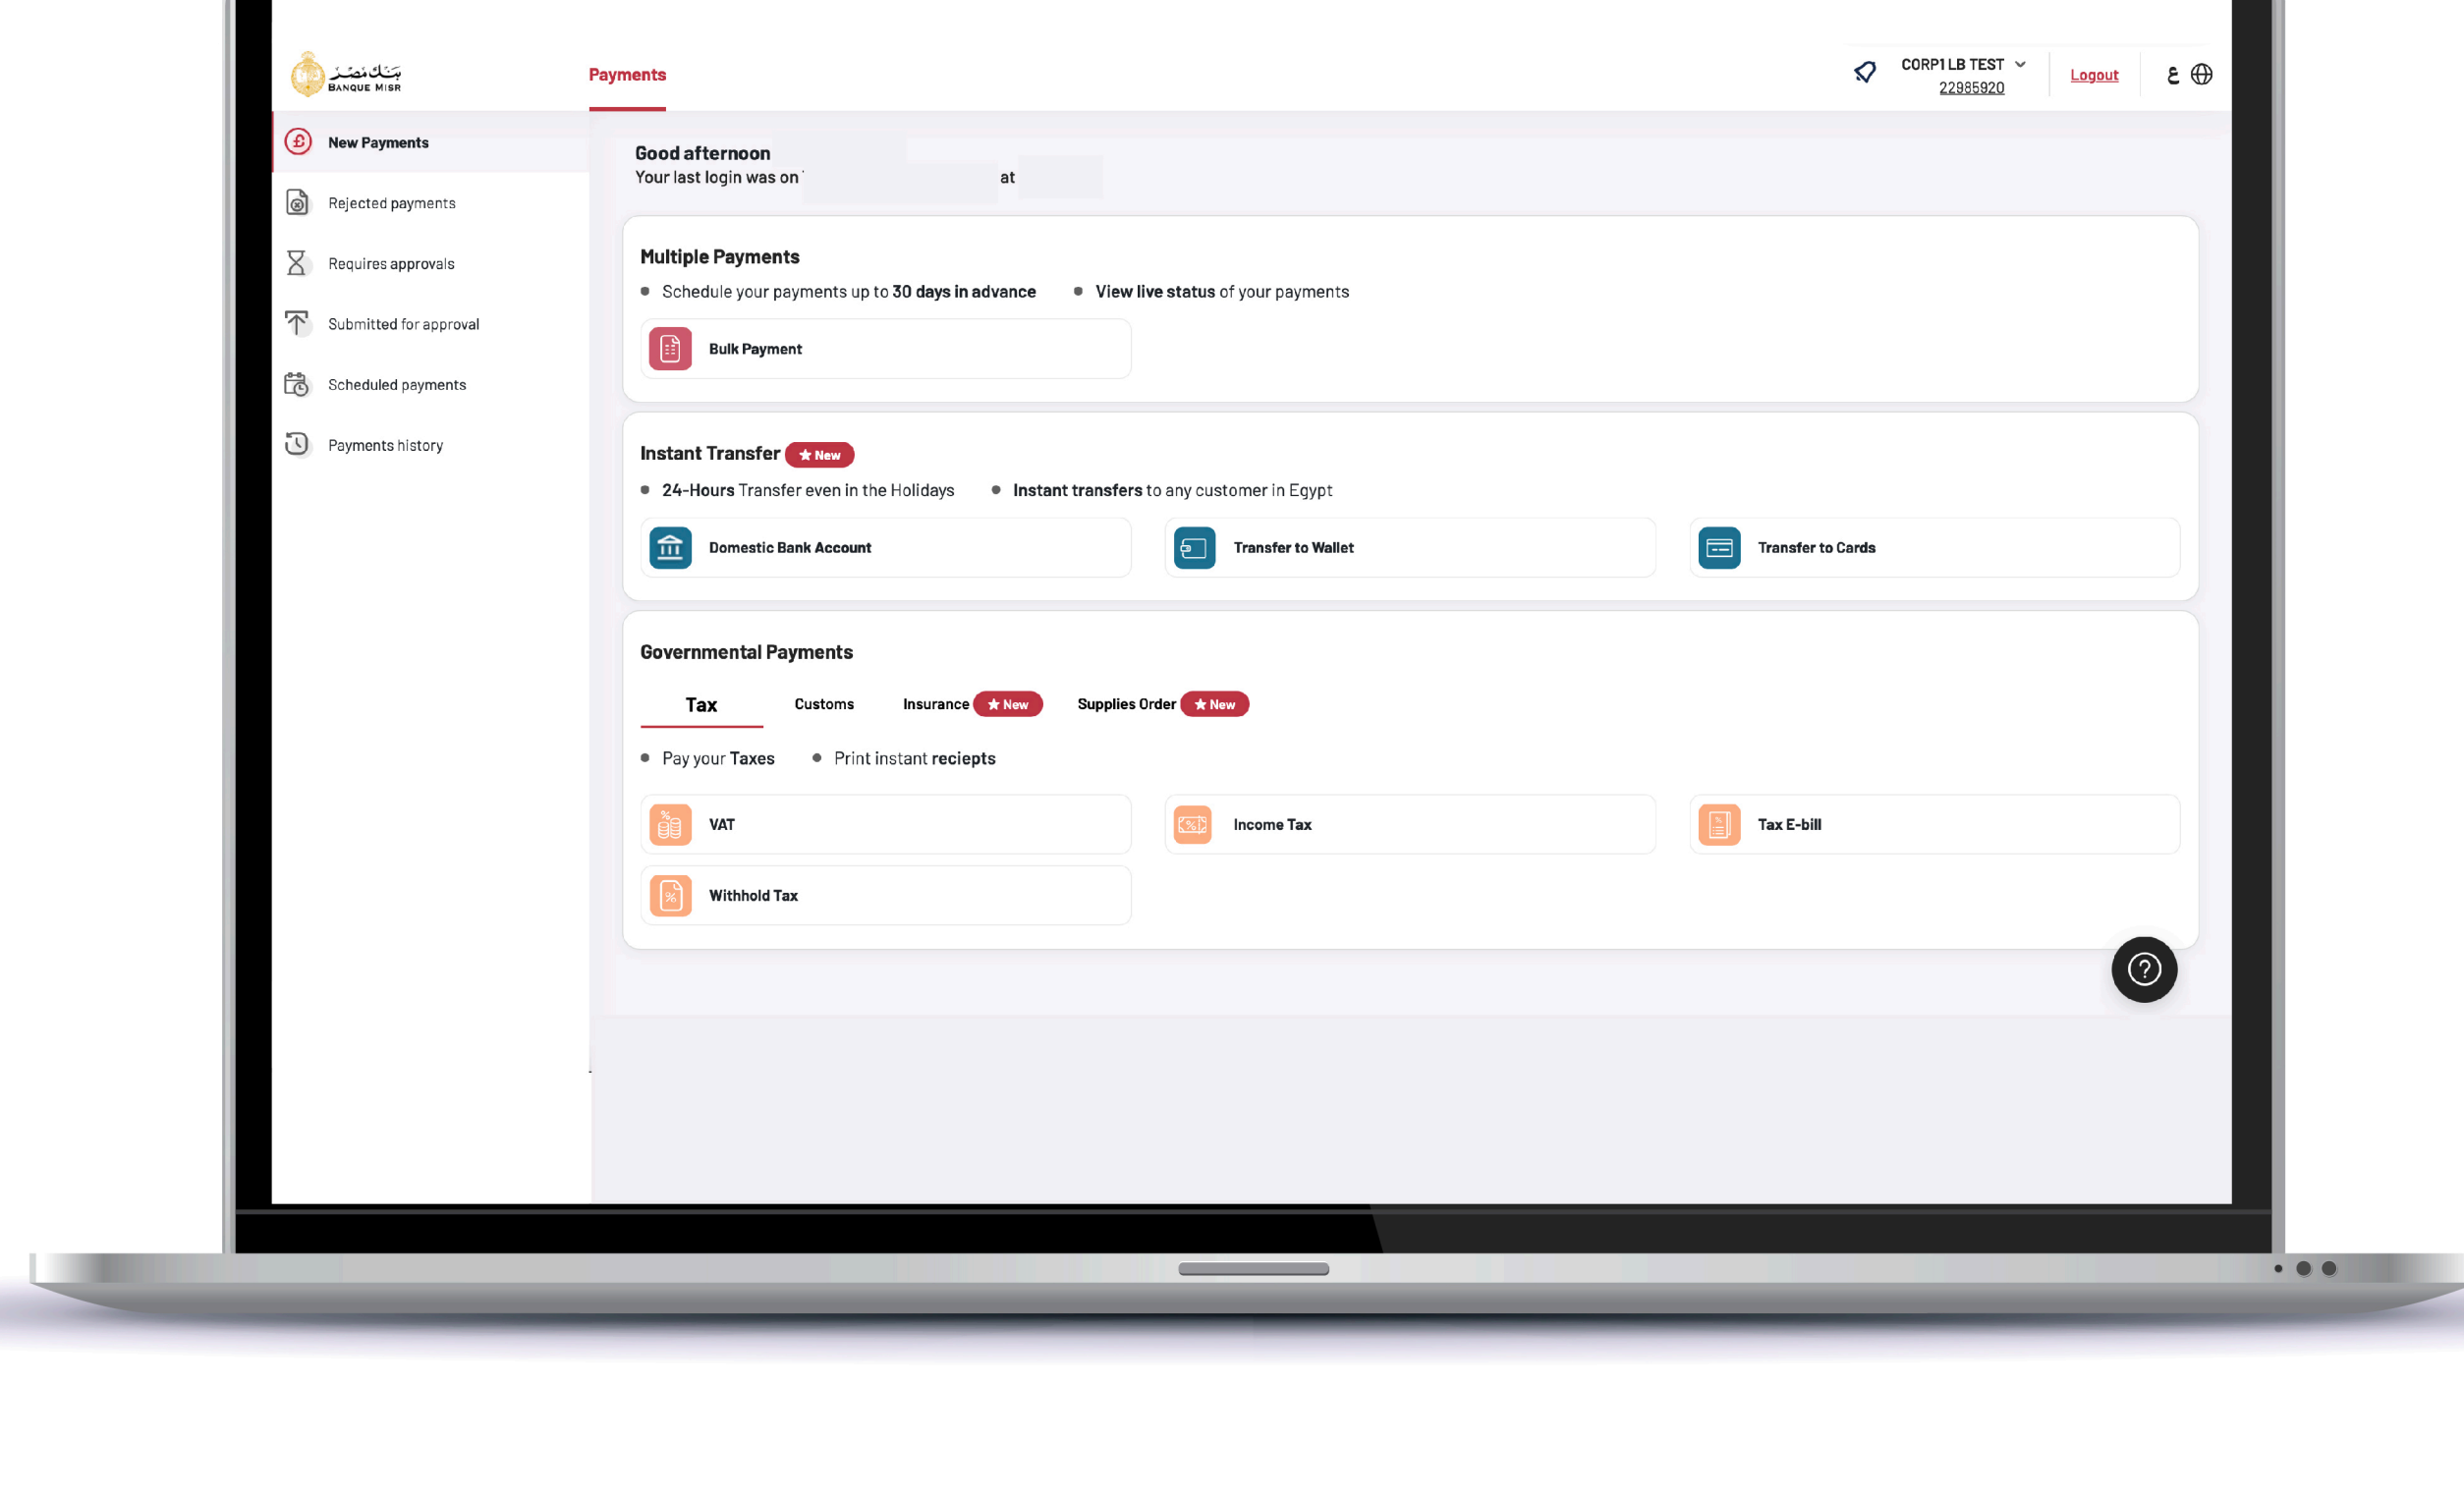 بنك مصر
BANQUE MISR
Payments
CORP1 LB TEST
22985920
Logout
ع
New Payments
Rejected payments
Requires approvals
Submitted for approval
Scheduled payments
Payments history
Good afternoon
Your last login was on
at
Multiple Payments
Schedule your payments up to 30 days in advance
View live status of your payments
Bulk Payment
Instant Transfer
New
24-Hours Transfer even in the Holidays
Instant transfers to any customer in Egypt
Domestic Bank Account
Transfer to Wallet
Transfer to Cards
Governmental Payments
Tax
Customs
Insurance
New
Supplies Order
New
Pay your Taxes
Print instant reciepts
VAT
Income Tax
Tax E-bill
Withhold Tax